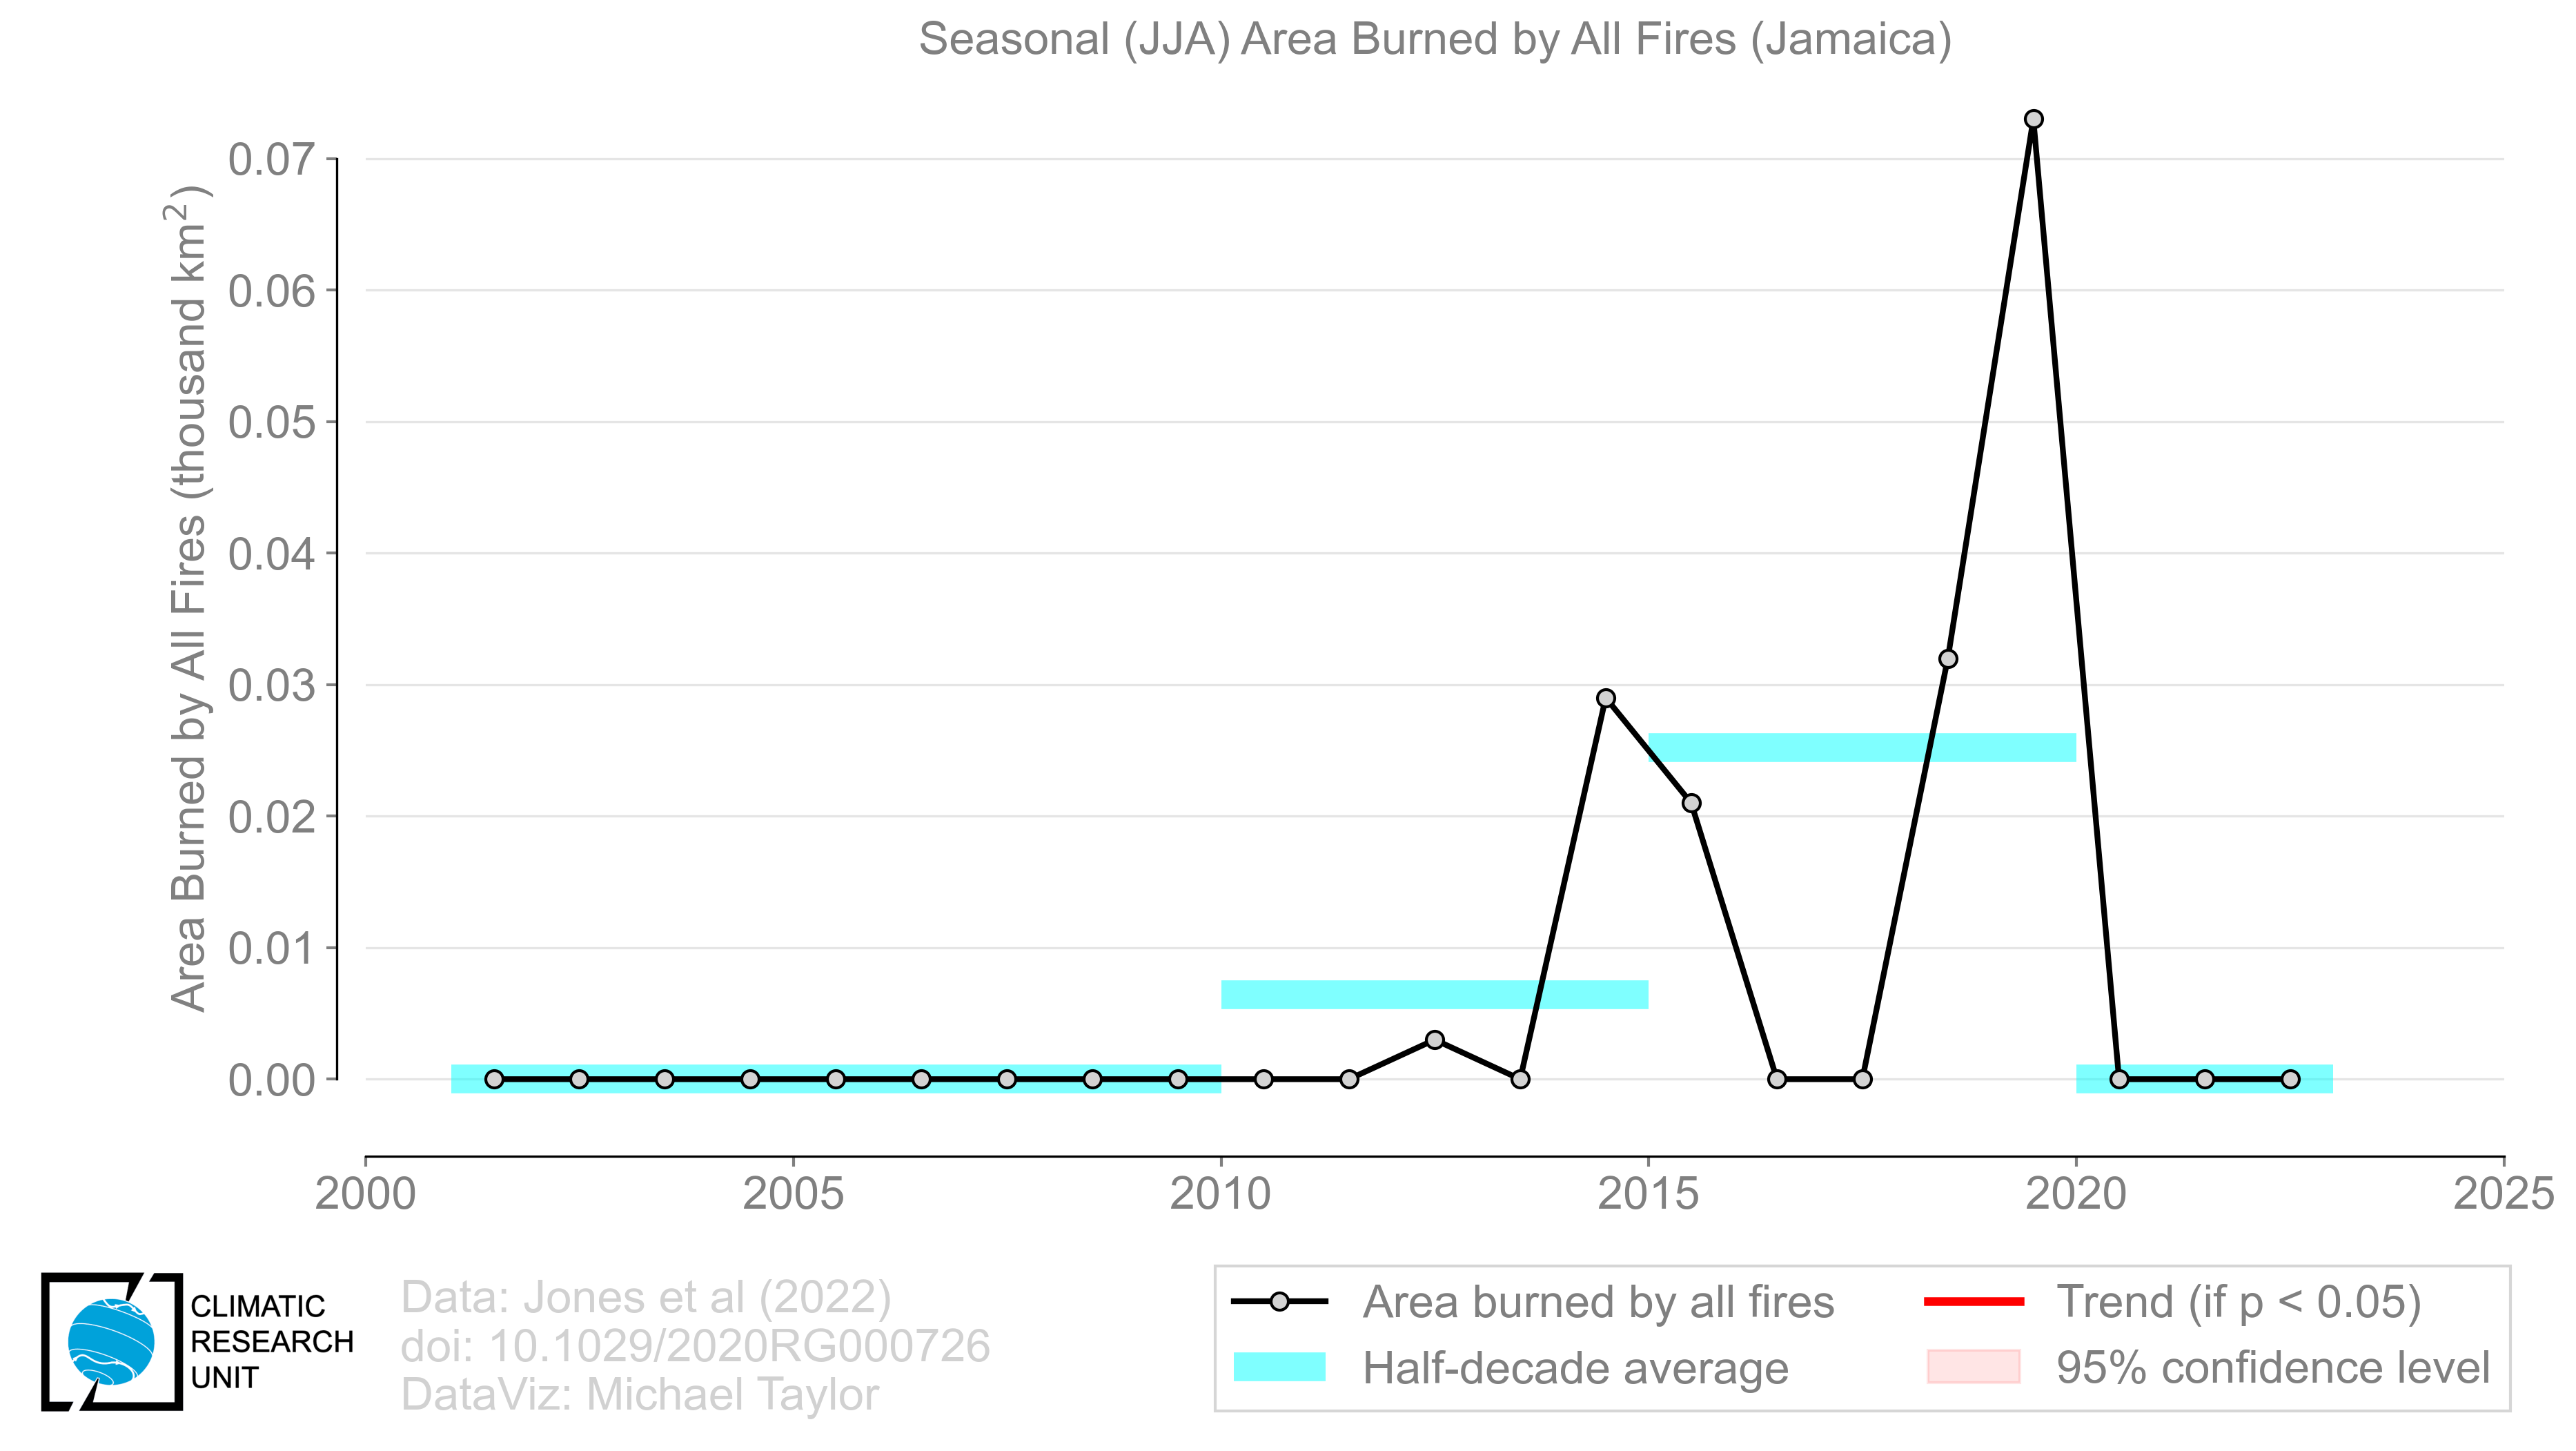 Seasonal (JJA) Area Burned by All Fires (Jamaica)
Area Burned by All Fires (thousand km²)
0.07
0.06
0.05
0.04
0.03
0.02
0.01
0.00
2000 2005 2010 2015 2020 2025
CLIMATIC
RESEARCH
UNIT
Data: Jones et al (2022)
doi: 10.1029/2020RG000726
DataViz: Michael Taylor
Area burned by all fires
Half-decade average
Trend (if p < 0.05)
95% confidence level